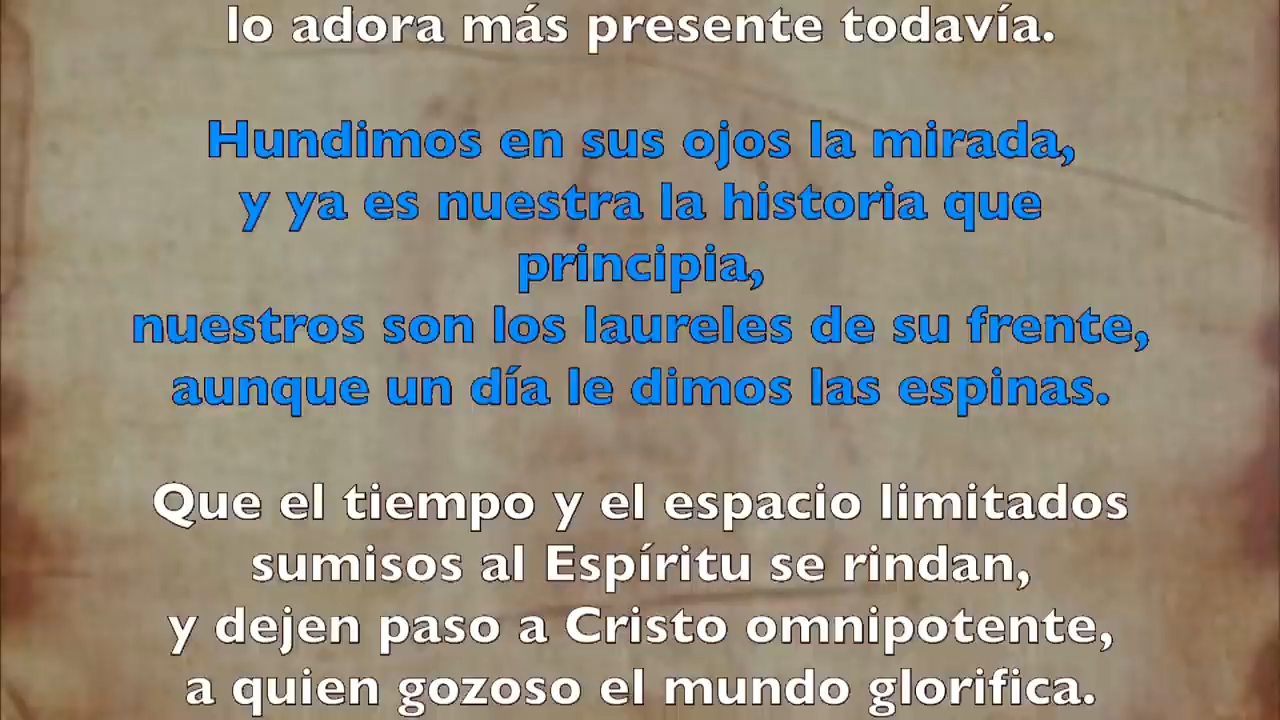 lo adora más presente todavía.
Hundimos en sus ojos la mirada,
y ya es nuestra la historia que
principia,
nuestros son los laureles de su frente,
aunque un día le dimos las espinas.
Que el tiempo y el espacio limitados
sumisos al Espíritu se rindan,
y dejen paso a Cristo omnipotente,
a quien gozoso el mundo glorifica.